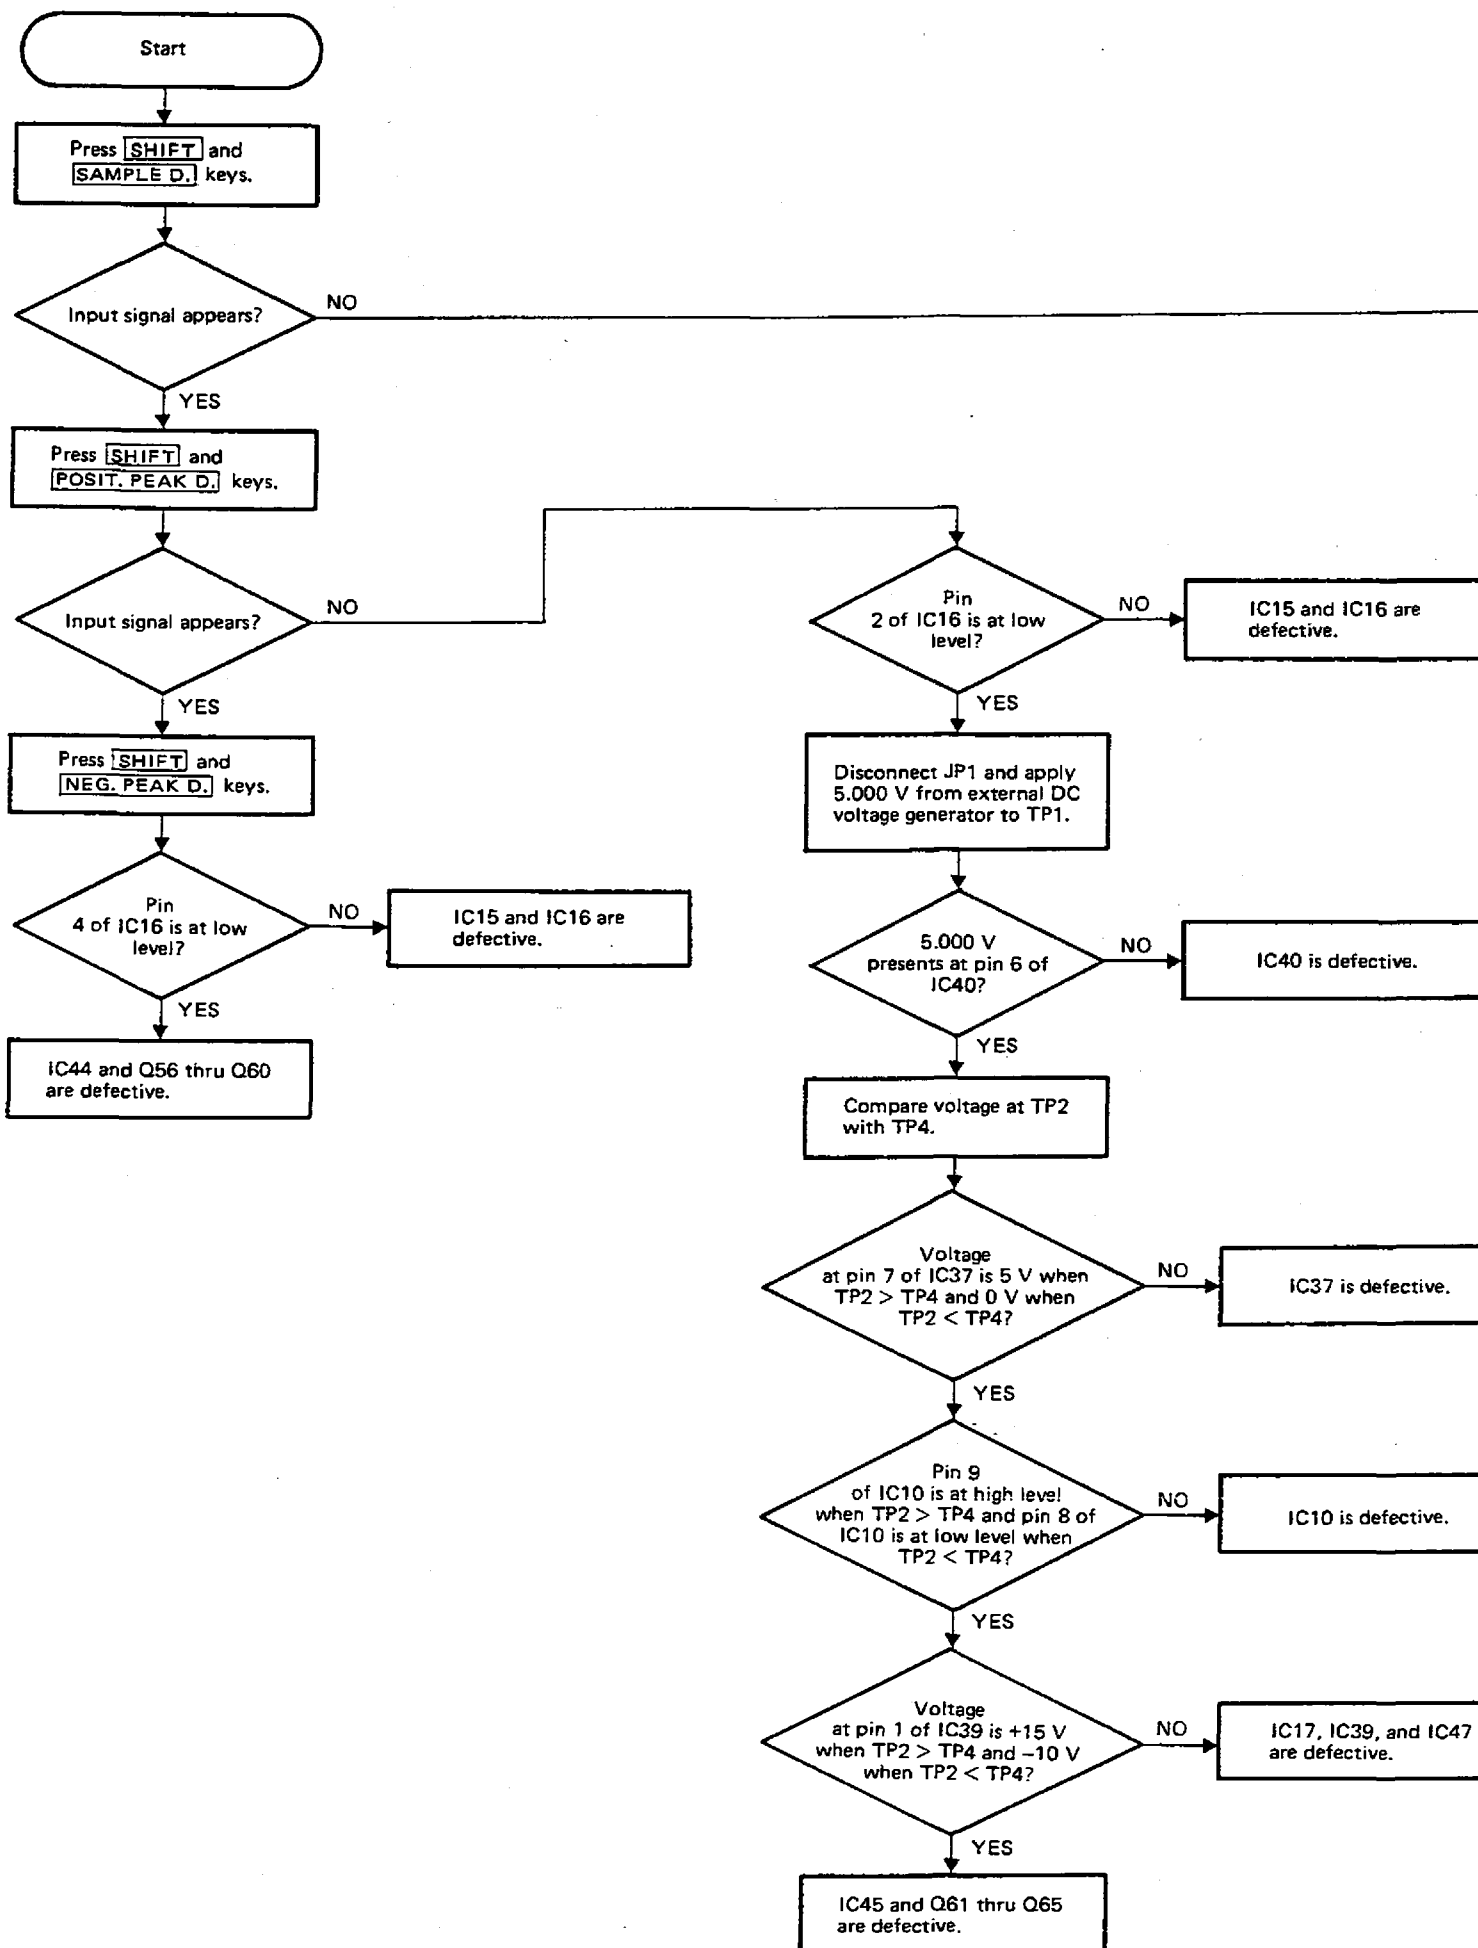 Start
Press SHIFT and
SAMPLE D. keys.
Input signal appears?
NO
YES
Press SHIFT and
POSIT. PEAK D. keys.
Input signal appears?
NO
YES
Press SHIFT and
NEG. PEAK D. keys.
Pin
4 of IC16 is at low
level?
NO
IC15 and IC16 are
defective.
YES
IC44 and Q56 thru Q60
are defective.
Pin
2 of IC16 is at low
level?
NO
IC15 and IC16 are
defective.
YES
Disconnect JP1 and apply
5.000 V from external DC
voltage generator to TP1.
5.000 V
presents at pin 6 of
IC40?
NO
IC40 is defective.
YES
Compare voltage at TP2
with TP4.
Voltage
at pin 7 of IC37 is 5 V when
TP2 > TP4 and 0 V when
TP2 < TP4?
NO
IC37 is defective.
YES
Pin 9
of IC10 is at high level
when TP2 > TP4 and pin 8 of
IC10 is at low level when
TP2 < TP4?
NO
IC10 is defective.
YES
Voltage
at pin 1 of IC39 is +15 V
when TP2 > TP4 and −10 V
when TP2 < TP4?
NO
IC17, IC39, and IC47
are defective.
YES
IC45 and Q61 thru Q65
are defective.